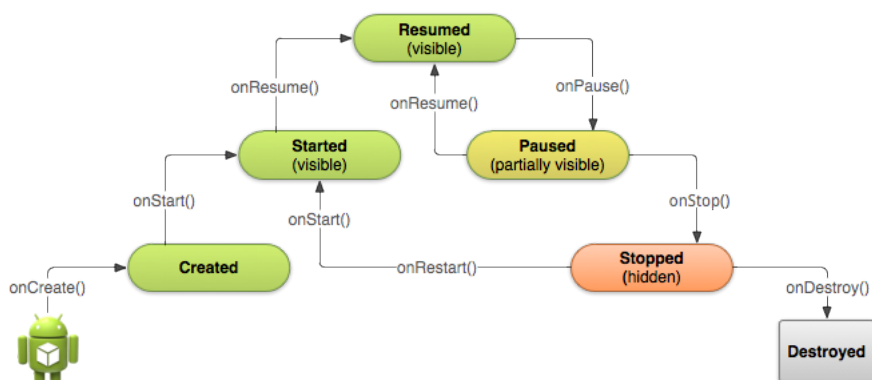 Resumed
(visible)
onResume()
onResume()
onPause()
Started
(visible)
Paused
(partially visible)
onStart()
onStart()
onStop()
Created
onRestart()
Stopped
(hidden)
onCreate()
onDestroy()
Destroyed